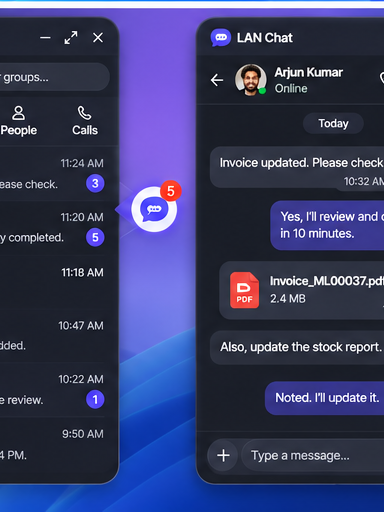 r groups...
People
Calls
11:24 AM
ease check.
3
11:20 AM
y completed.
5
11:18 AM
10:47 AM
dded.
10:22 AM
e review.
1
9:50 AM
4 PM.
5
LAN Chat
Arjun Kumar
Online
Today
Invoice updated. Please check
10:32 AM
Yes, I'll review and c
in 10 minutes.
PDF
Invoice_ML00037.pdf
2.4 MB
Also, update the stock report.
Noted. I'll update it.
Type a message...